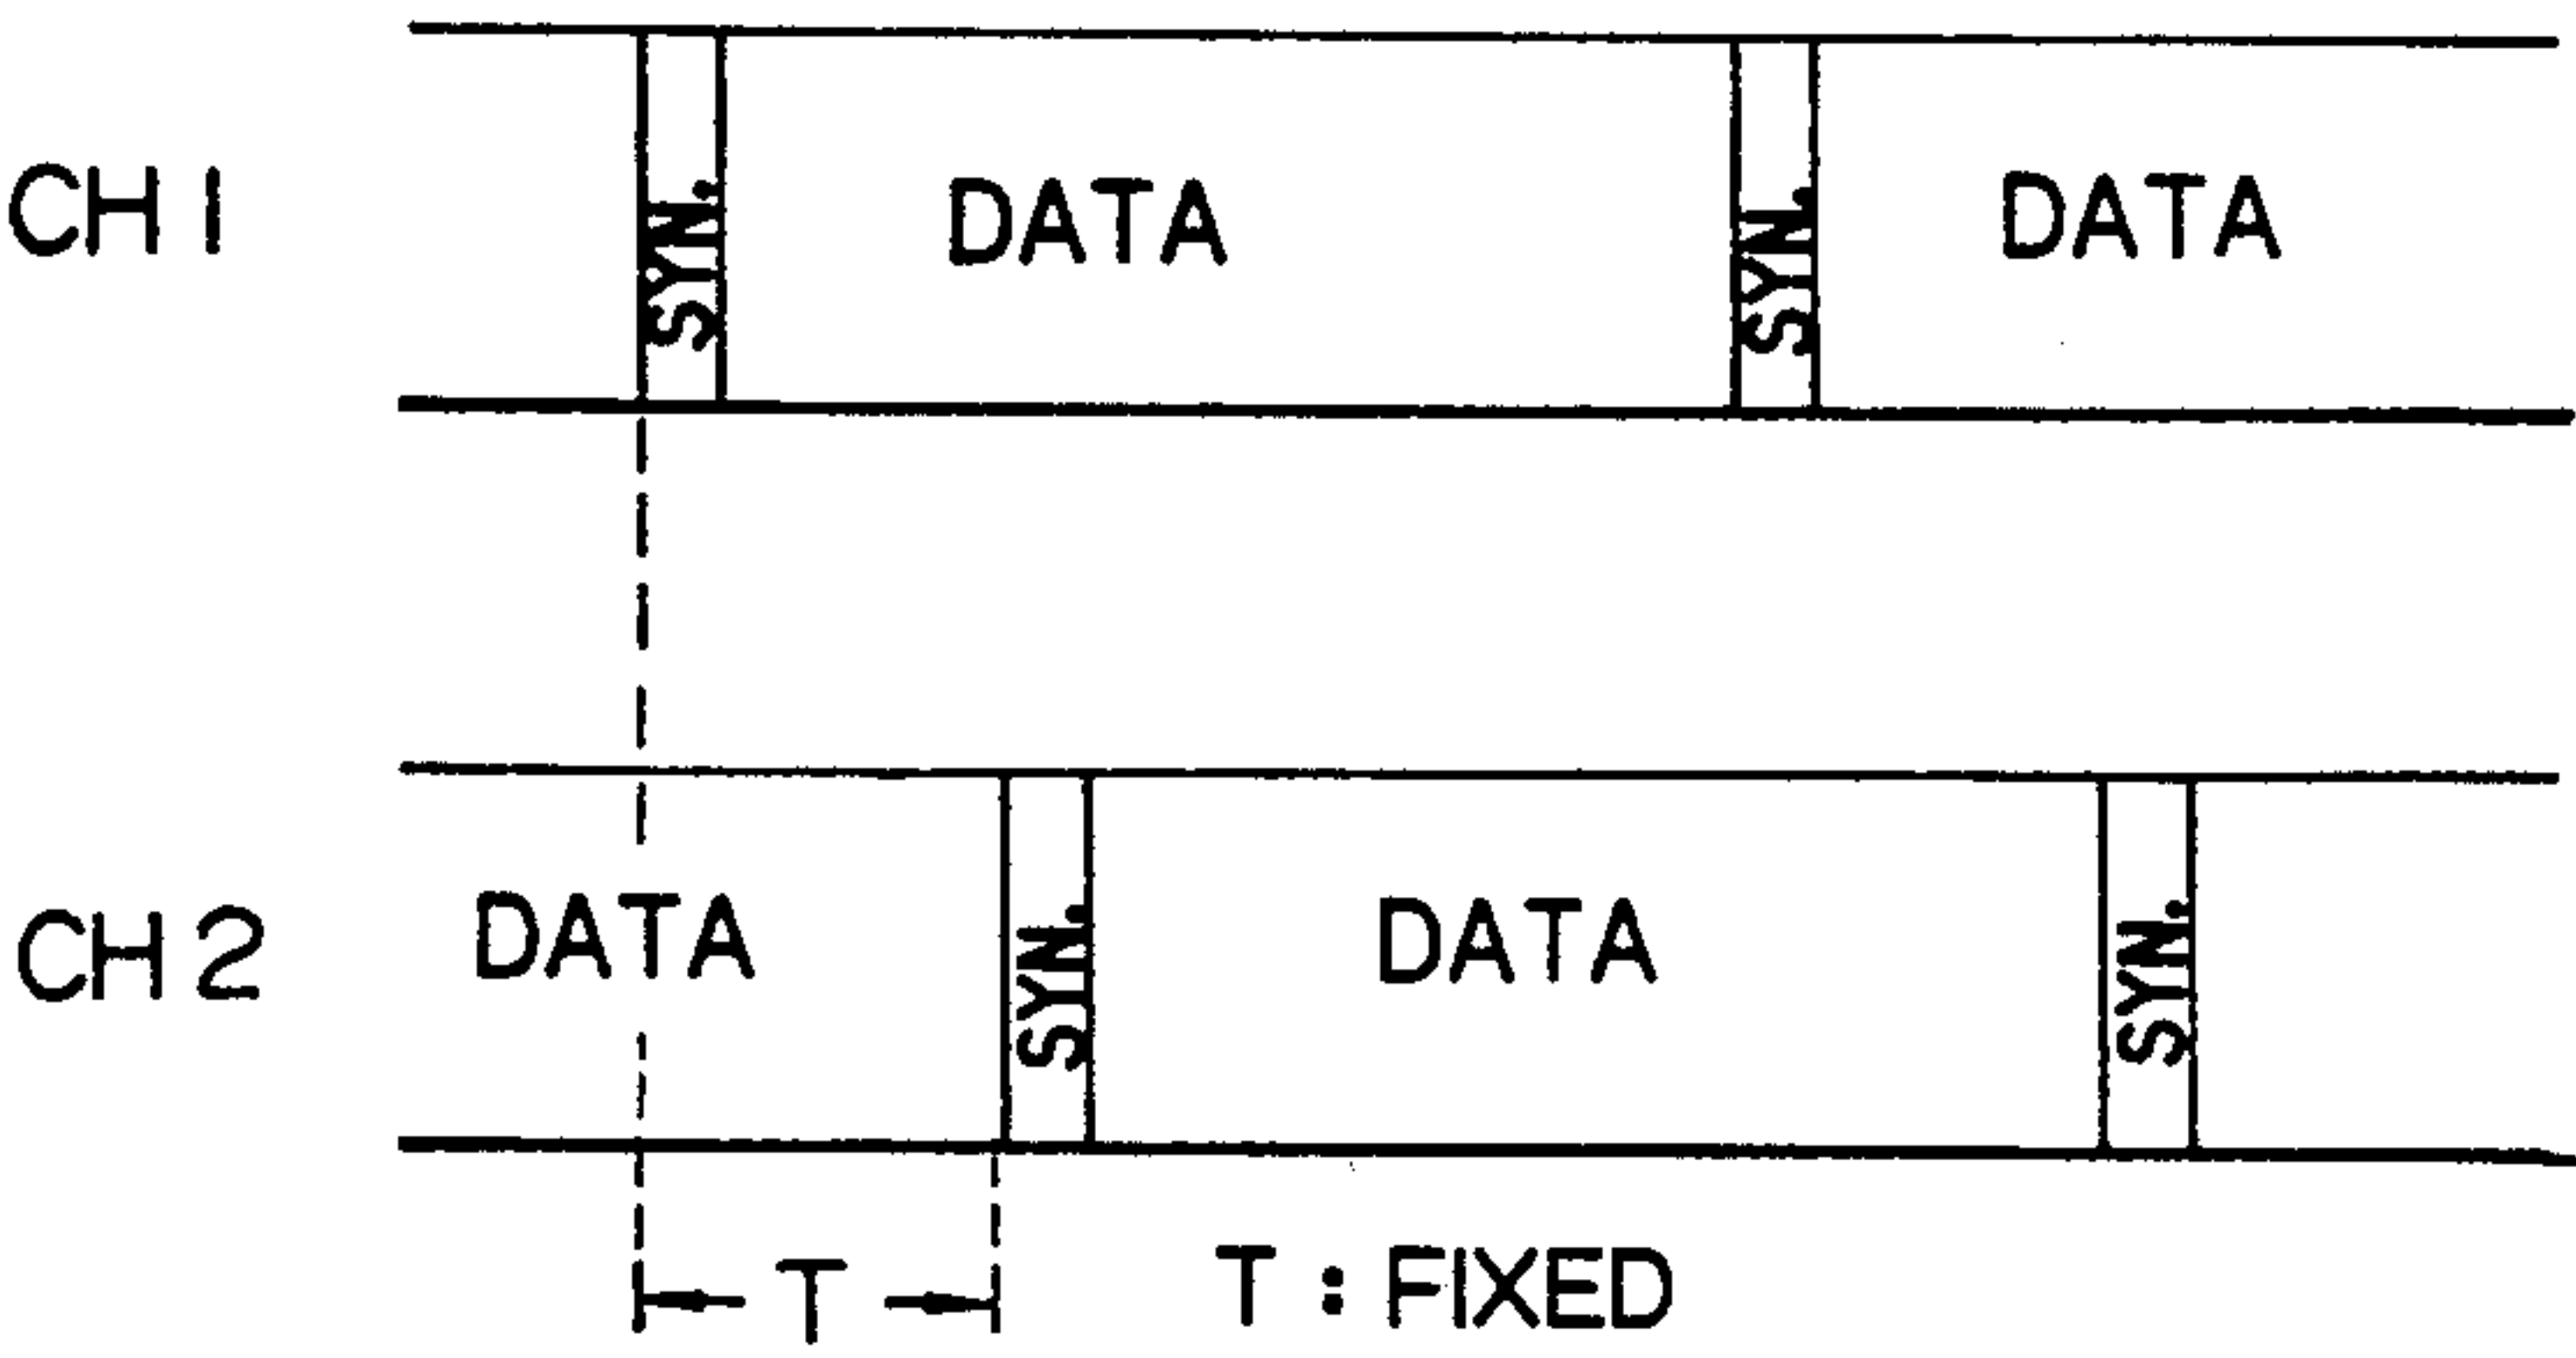 CH 1 SYN. DATA SYN. DATA
CH 2 DATA SYN. DATA SYN.
T T : FIXED